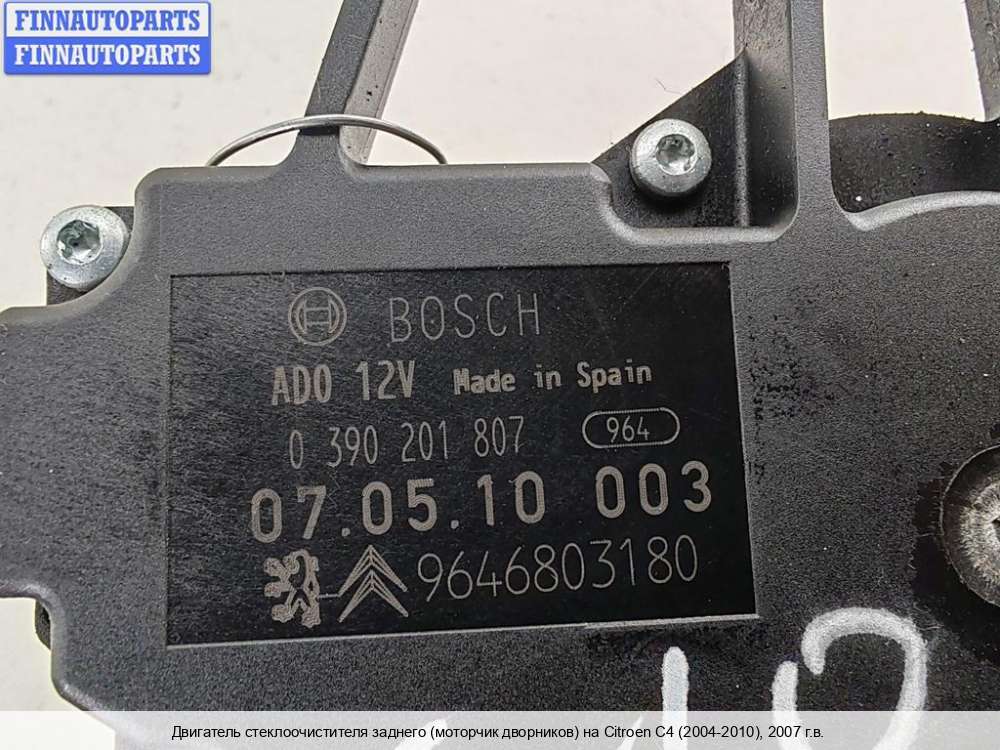 FINNAUTOPARTS
FINNAUTOPARTS
BOSCH
AD0 12V Made in Spain
0 390 201 807 964
07.05.10 003
9646803180
Двигатель стеклоочистителя заднего (моторчик дворников) на Citroen C4 (2004-2010), 2007 г.в.